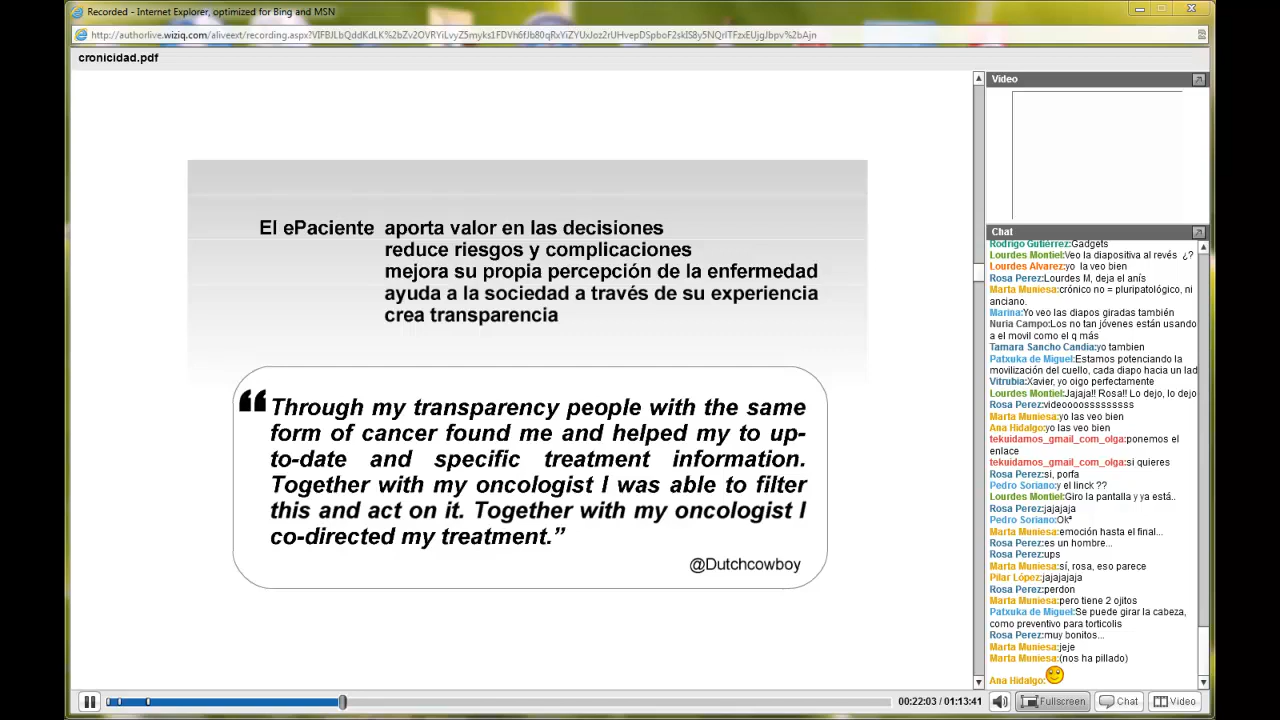 Recorded - Internet Explorer, optimized for Bing and MSN
cronicidad.pdf
El ePaciente aporta valor en las decisiones
reduce riesgos y complicaciones
mejora su propia percepción de la enfermedad
ayuda a la sociedad a través de su experiencia
crea transparencia
“Through my transparency people with the same
form of cancer found me and helped my to up-
to-date and specific treatment information.
Together with my oncologist I was able to filter
this and act on it. Together with my oncologist I
co-directed my treatment.”
@Dutchcowboy
Video
Chat
Rodrigo Gutiérrez:Gadgets
Lourdes Montiel:Veo la diapositiva al revés ¿?
Lourdes Alvarez:yo la veo bien
Rosa Perez:Lourdes M, deja el anís
Marta Muniesa:crónico no = pluripatológico, ni
anciano.
Marina:Yo veo las diapos giradas también
Nuria Campo:Los no tan jóvenes están usando
a el movil como el q más
Tamara Sancho Candia:yo tambien
Patxuka de Miguel:Estamos potenciando la
movilización del cuello, cada diapo hacia un lad
Vitrubia:Xavier, yo oigo perfectamente
Lourdes Montiel:Jajaja!! Rosa!! Lo dejo, lo dejo
Rosa Perez:videoooosssssssss
Marta Muniesa:yo las veo bien
Ana Hidalgo:yo las veo bien
tekuidamos_gmail_com_olga:ponemos el
enlace
tekuidamos_gmail_com_olga:si quieres
Rosa Perez:si, porfa
Pedro Soriano:y el linck ??
Lourdes Montiel:Giro la pantalla y ya está..
Rosa Perez:jajajaja
Pedro Soriano:Okª
Marta Muniesa:emoción hasta el final...
Rosa Perez:es un hombre...
Rosa Perez:ups
Marta Muniesa:sí, rosa, eso parece
Pilar López:jajajajaja
Rosa Perez:perdon
Marta Muniesa:pero tiene 2 ojitos
Patxuka de Miguel:Se puede girar la cabeza,
como preventivo para torticolis
Rosa Perez:muy bonitos...
Marta Muniesa:jeje
Marta Muniesa:(nos ha pillado)
Ana Hidalgo:
00:22:03 / 01:13:41
Fullscreen
Chat
Video